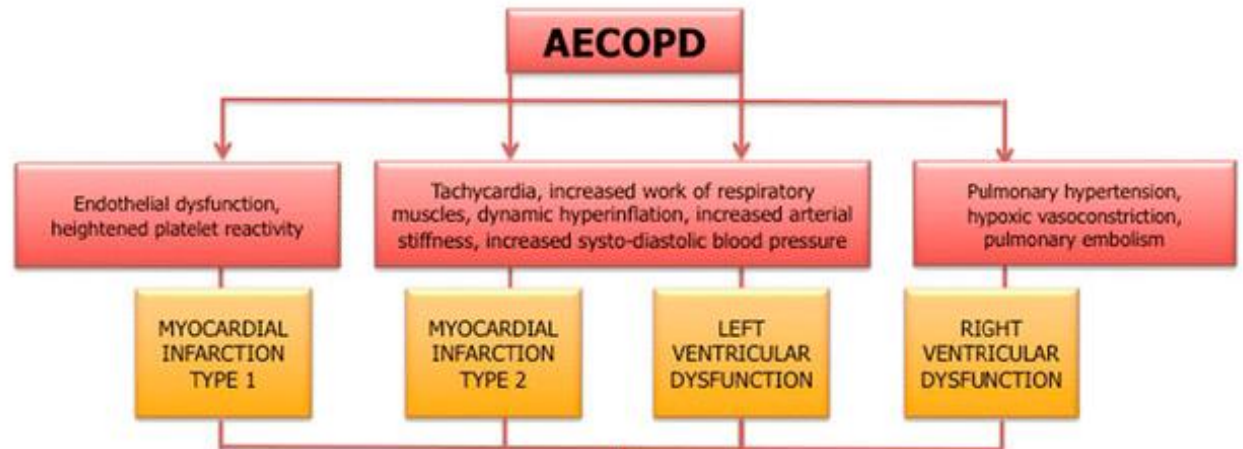 AECOPD
Endothelial dysfunction,
heightened platelet reactivity
Tachycardia, increased work of respiratory
muscles, dynamic hyperinflation, increased arterial
stiffness, increased systo-diastolic blood pressure
Pulmonary hypertension,
hypoxic vasoconstriction,
pulmonary embolism
MYOCARDIAL
INFARCTION
TYPE 1
MYOCARDIAL
INFARCTION
TYPE 2
LEFT
VENTRICULAR
DYSFUNCTION
RIGHT
VENTRICULAR
DYSFUNCTION